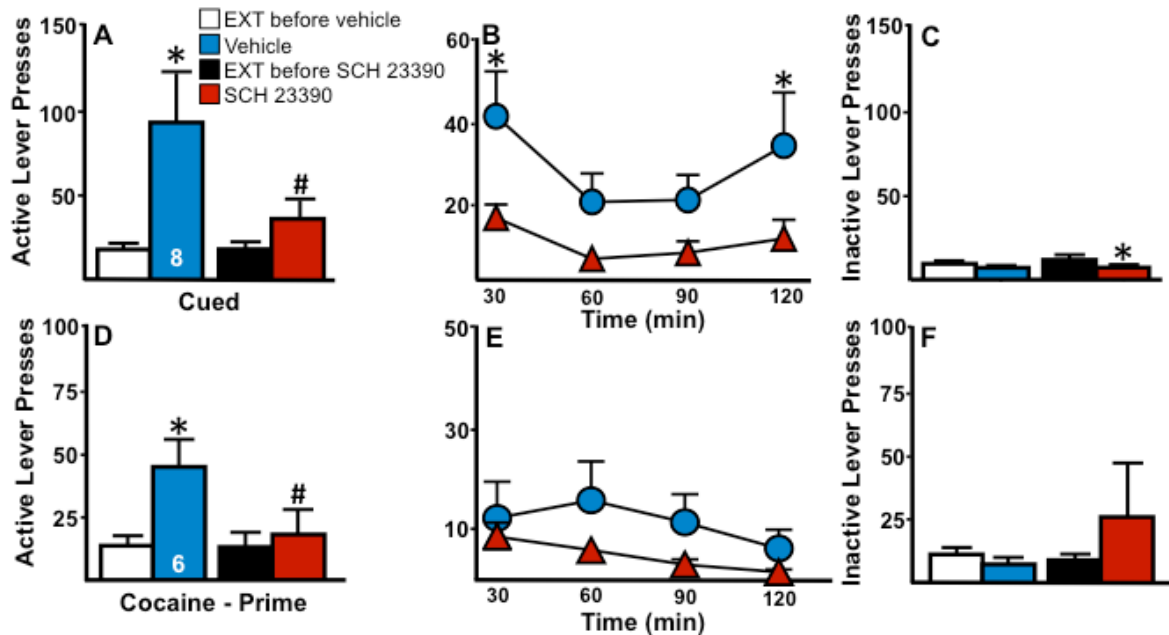 A
EXT before vehicle
Vehicle
EXT before SCH 23390
SCH 23390
Active Lever Presses
150
100
50
*
#
8
Cued
B
60
40
20
*
*
30 60 90 120
Time (min)
C
Inactive Lever Presses
150
100
50
*
D
Active Lever Presses
100
75
50
25
*
#
6
Cocaine - Prime
E
50
30
10
30 60 90 120
Time (min)
F
Inactive Lever Presses
100
75
50
25